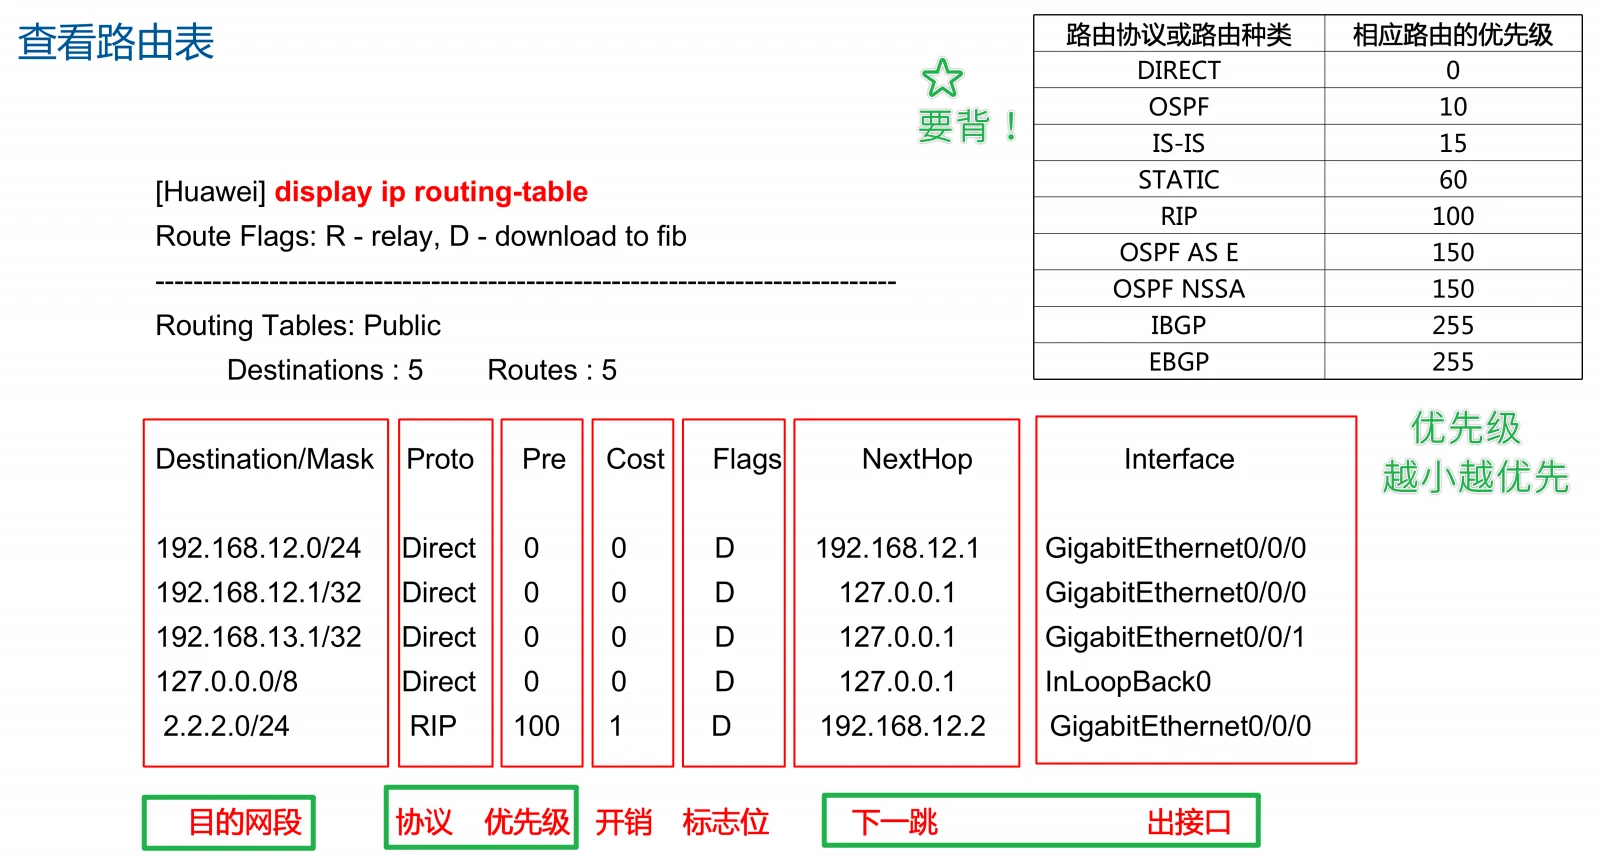 查看路由表
路由协议或路由种类 相应路由的优先级
DIRECT 0
OSPF 10
IS-IS 15
STATIC 60
RIP 100
OSPF AS E 150
OSPF NSSA 150
IBGP 255
EBGP 255
☆
要背！
[Huawei] display ip routing-table
Route Flags: R - relay, D - download to fib
------------------------------------------------------------------------------
Routing Tables: Public
Destinations : 5 Routes : 5
优先级
越小越优先
Destination/Mask Proto Pre Cost Flags NextHop Interface
192.168.12.0/24 Direct 0 0 D 192.168.12.1 GigabitEthernet0/0/0
192.168.12.1/32 Direct 0 0 D 127.0.0.1 GigabitEthernet0/0/0
192.168.13.1/32 Direct 0 0 D 127.0.0.1 GigabitEthernet0/0/1
127.0.0.0/8 Direct 0 0 D 127.0.0.1 InLoopBack0
2.2.2.0/24 RIP 100 1 D 192.168.12.2 GigabitEthernet0/0/0
目的网段 协议 优先级 开销 标志位 下一跳 出接口